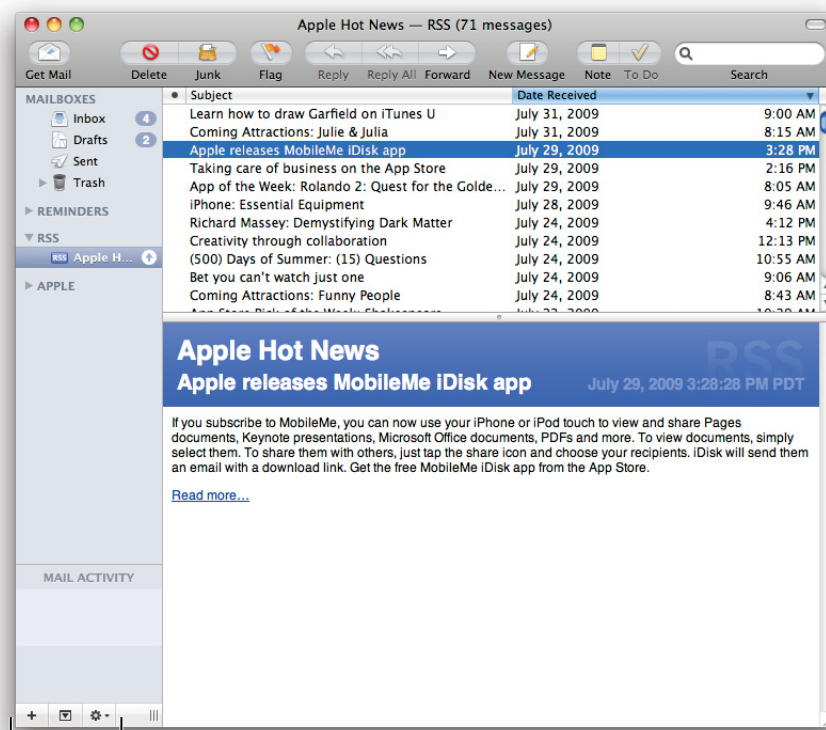 Apple Hot News — RSS (71 messages)
Get Mail Delete Junk Flag Reply Reply All Forward New Message Note To Do Search
MAILBOXES
Inbox 4
Drafts 2
Sent
Trash
REMINDERS
RSS
RSS Apple H...
APPLE
Subject Date Received
Learn how to draw Garfield on iTunes U July 31, 2009 9:00 AM
Coming Attractions: Julie & Julia July 31, 2009 8:15 AM
Apple releases MobileMe iDisk app July 29, 2009 3:28 PM
Taking care of business on the App Store July 29, 2009 2:16 PM
App of the Week: Rolando 2: Quest for the Golde... July 29, 2009 8:05 AM
iPhone: Essential Equipment July 28, 2009 9:46 AM
Richard Massey: Demystifying Dark Matter July 24, 2009 4:12 PM
Creativity through collaboration July 24, 2009 12:13 PM
(500) Days of Summer: (15) Questions July 24, 2009 10:55 AM
Bet you can't watch just one July 24, 2009 9:06 AM
Coming Attractions: Funny People July 24, 2009 8:43 AM
Apple Hot News RSS
Apple releases MobileMe iDisk app July 29, 2009 3:28:28 PM PDT
If you subscribe to MobileMe, you can now use your iPhone or iPod touch to view and share Pages
documents, Keynote presentations, Microsoft Office documents, PDFs and more. To view documents, simply
select them. To share them with others, just tap the share icon and choose your recipients. iDisk will send them
an email with a download link. Get the free MobileMe iDisk app from the App Store.
Read more…
MAIL ACTIVITY